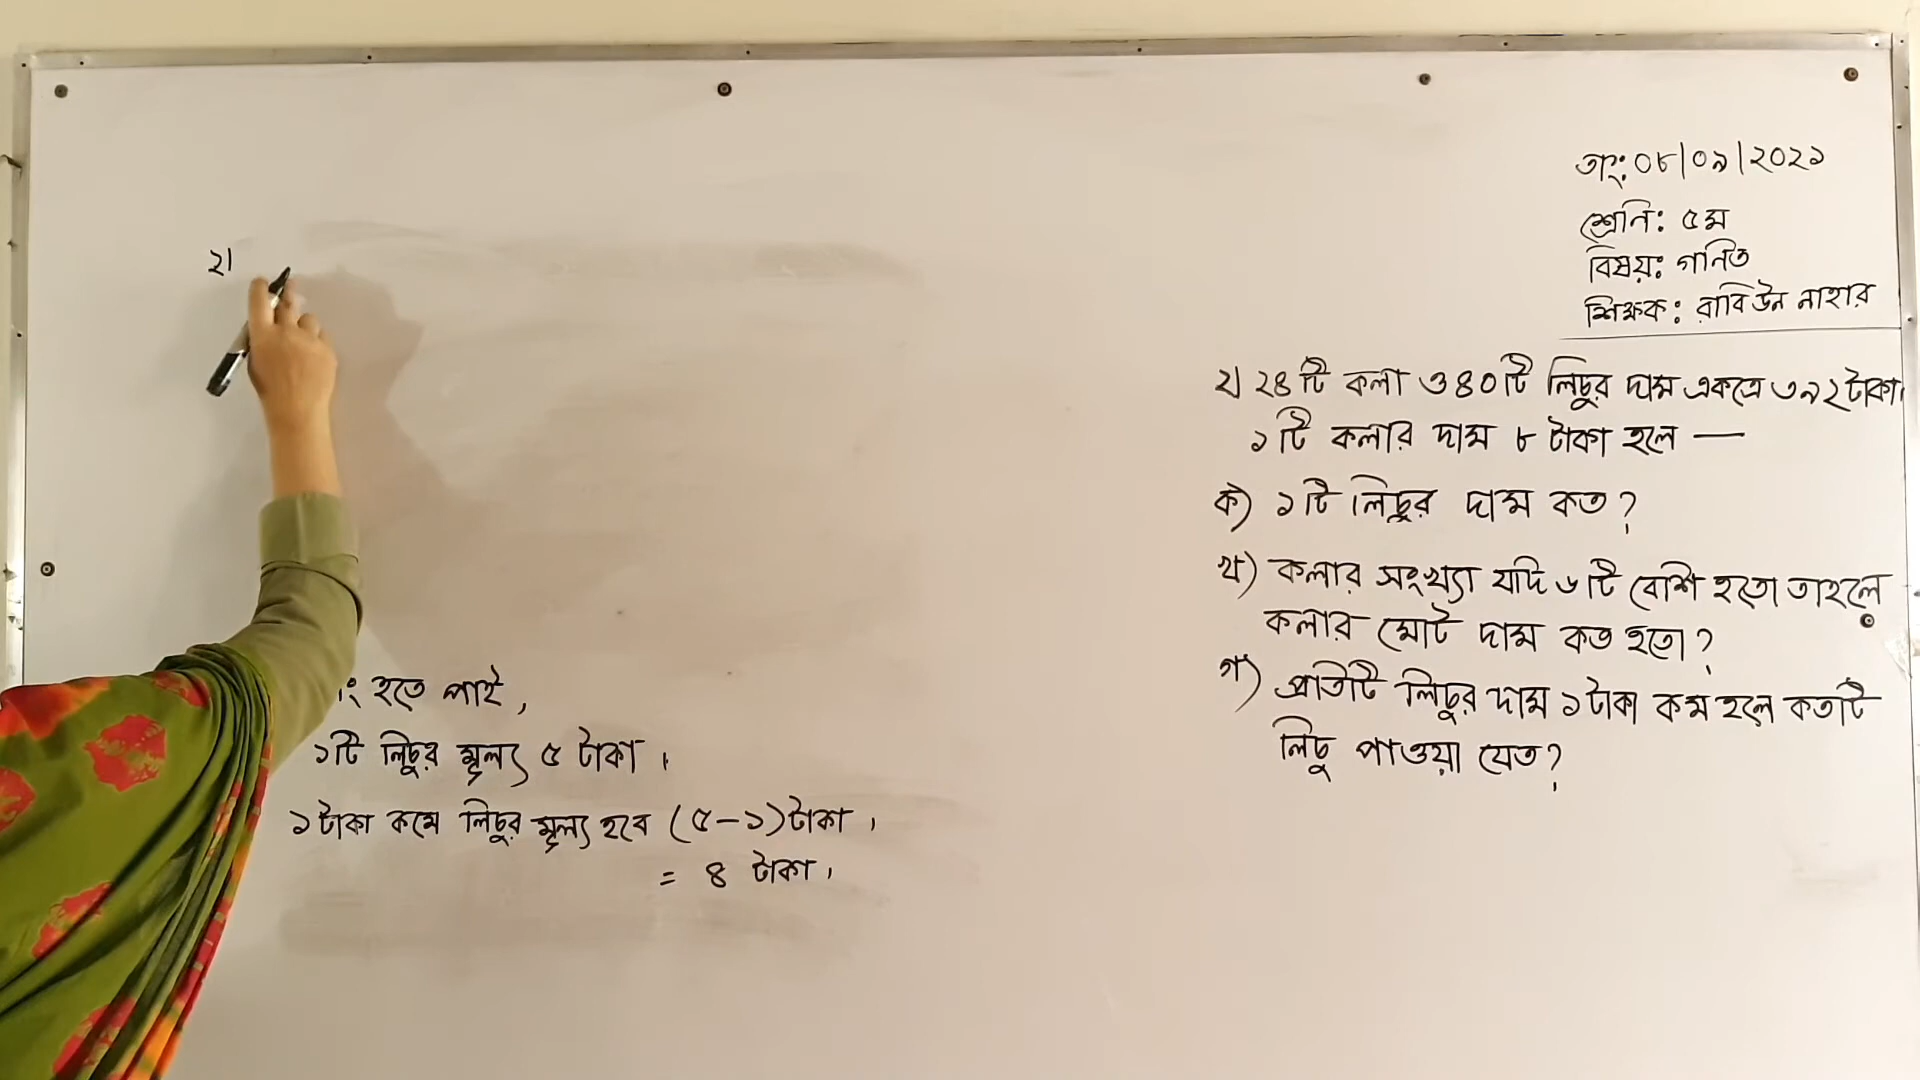 তাং: ০৮/০৯/২০২১
শ্রেনি: ৫ম
বিষয়: গনিত
শিক্ষক: রাবিউন নাহার
২। ২৪টি কলা ও ৪০টি লিচুর দাম একত্রে ৩৯২ টাকা।
১টি কলার দাম ৮ টাকা হলে —
ক) ১টি লিচুর দাম কত?
খ) কলার সংখ্যা যদি ৬টি বেশি হতো তাহলে
কলার মোট দাম কত হতো?
গ) প্রতিটি লিচুর দাম ১ টাকা কম হলে কতটি
লিচু পাওয়া যেত?
২।
হতে পাই,
১টি লিচুর মূল্য ৫ টাকা।
১ টাকা কমে লিচুর মূল্য হবে (৫-১) টাকা।
= ৪ টাকা।